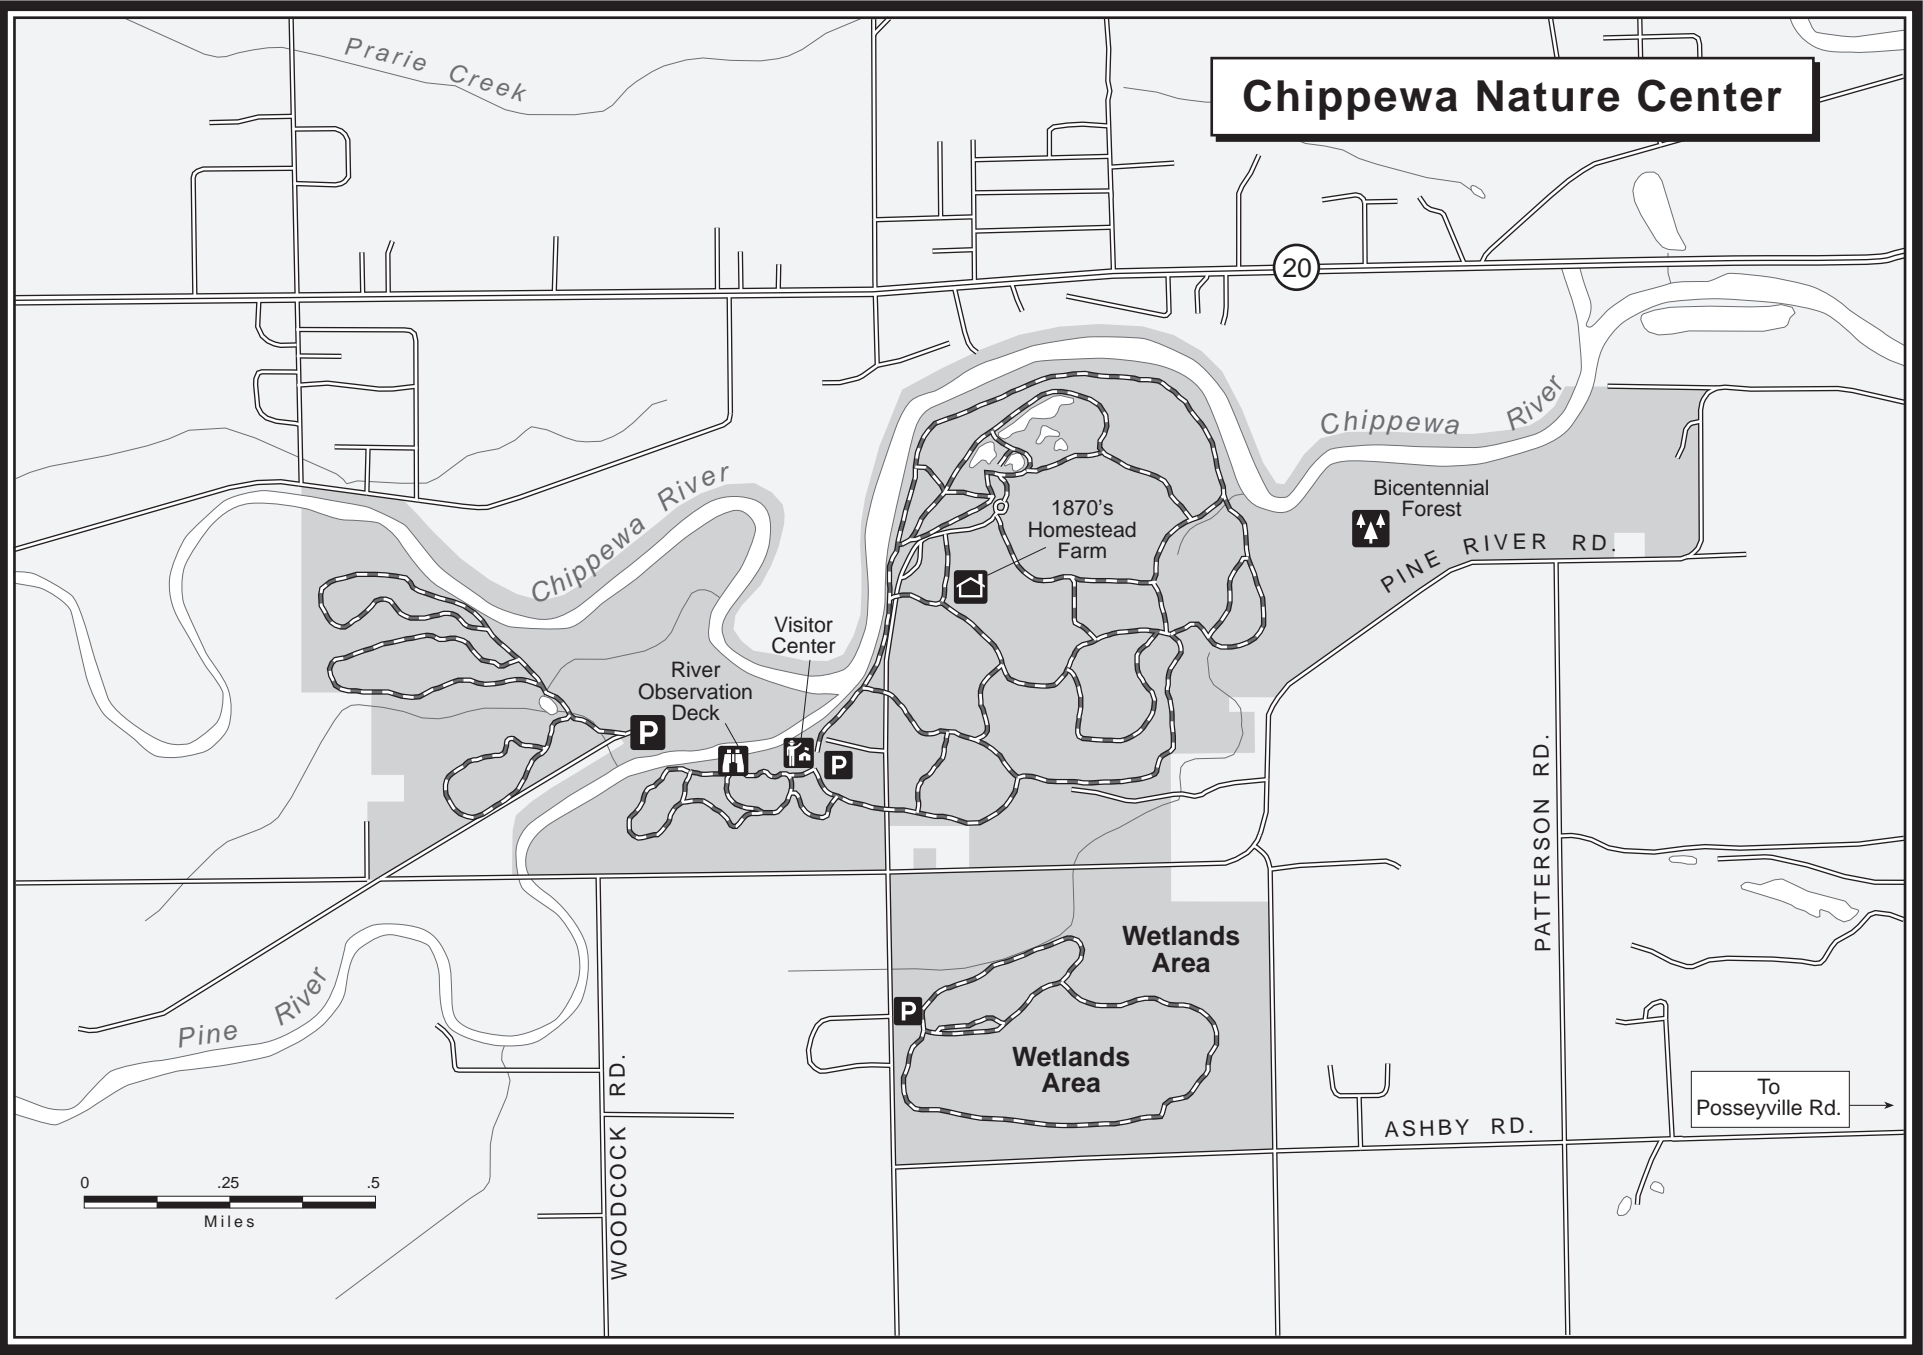 Prarie Creek
Chippewa Nature Center
20
Chippewa River
Chippewa River
Bicentennial
Forest
1870's
Homestead
Farm
PINE RIVER RD.
Visitor
Center
River
Observation
Deck
P
P
PATTERSON RD.
Wetlands
Area
P
Pine River
Wetlands
Area
WOODCOCK RD.
To
Posseyville Rd.
ASHBY RD.
0 .25 .5
Miles